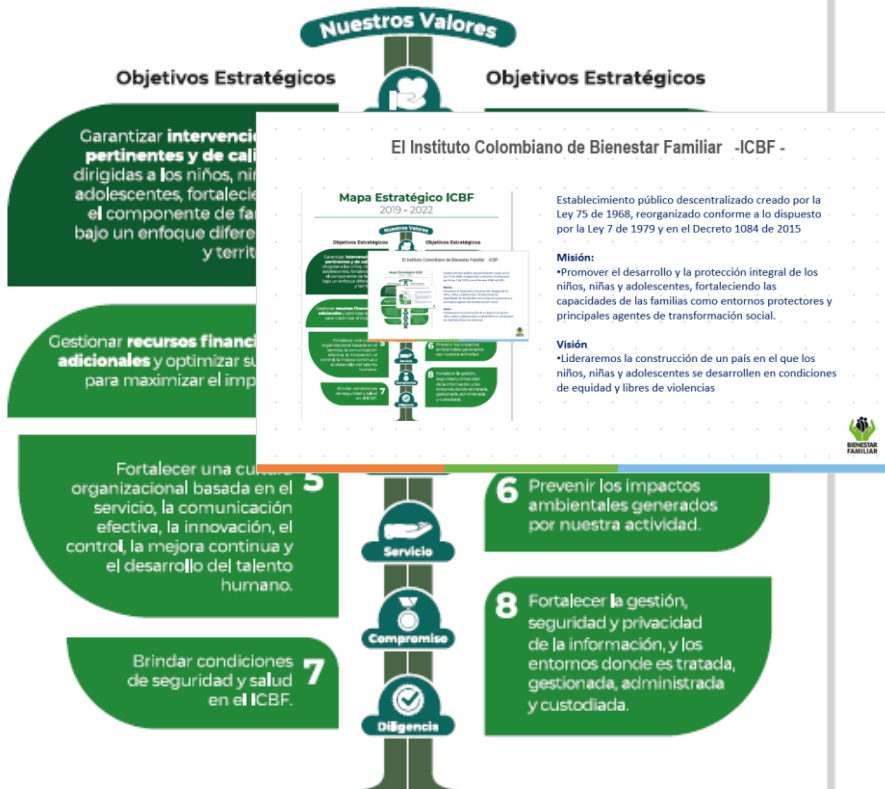 Nuestros Valores
Objetivos Estratégicos
Objetivos Estratégicos
Garantizar
pertinentes y de
dirigidas a los niños,
adolescentes,
el componente de
bajo un enfoque
y
Gestionar recursos
adicionales y optimizar
para maximizar el
El Instituto Colombiano de Bienestar Familiar -ICBF -
Mapa Estratégico ICBF
2019 - 2022
Nuestros Valores
Objetivos Estratégicos
Objetivos Estratégicos
Establecimiento público descentralizado creado por la
Ley 75 de 1968, reorganizado conforme a lo dispuesto
por la Ley 7 de 1979 y en el Decreto 1084 de 2015
Misión:
•Promover el desarrollo y la protección integral de los
niños, niñas y adolescentes, fortaleciendo las
capacidades de las familias como entornos protectores y
principales agentes de transformación social.
Visión
•Lideraremos la construcción de un país en el que los
niños, niñas y adolescentes se desarrollen en condiciones
de equidad y libres de violencias
BIENESTAR
FAMILIAR
Fortalecer una
organizacional basada en el
servicio, la comunicación
efectiva, la innovación, el
control, la mejora continua y
el desarrollo del talento
humano.
5
6 Prevenir los impactos
ambientales generados
por nuestra actividad.
Servicio
8 Fortalecer la gestión,
seguridad y privacidad
de la información, y los
entornos donde es tratada,
gestionada, administrada
y custodiada.
Compromiso
Brindar condiciones
de seguridad y salud
en el ICBF.
7
Diligencia